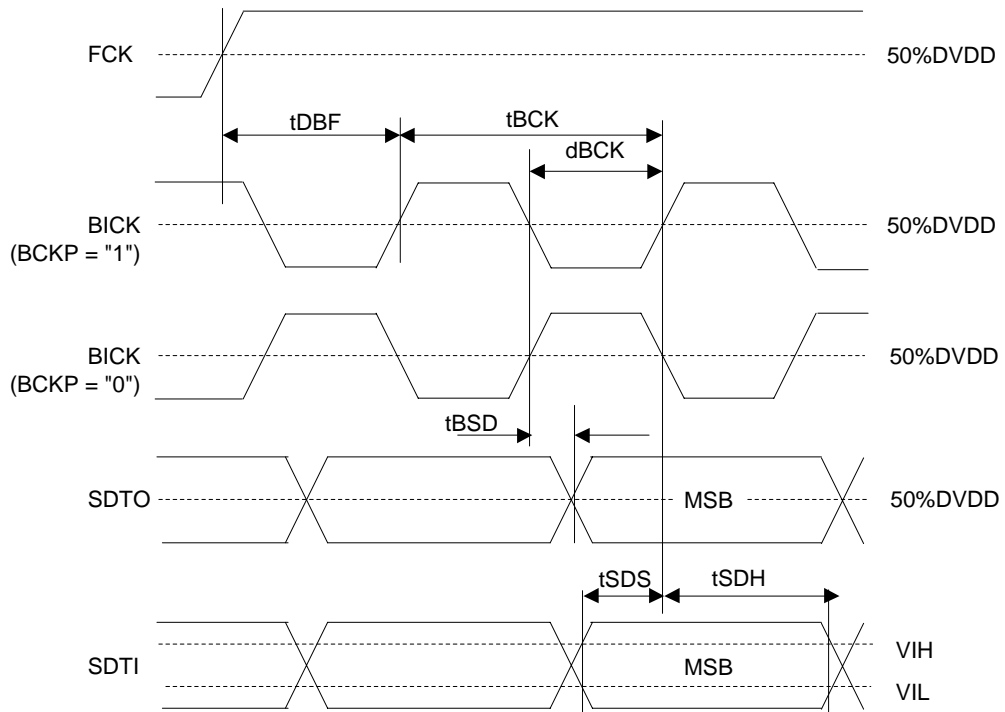 FCK
50%DVDD
tDBF
tBCK
dBCK
BICK
(BCKP = "1")
50%DVDD
BICK
(BCKP = "0")
50%DVDD
tBSD
SDTO
MSB
50%DVDD
tSDS
tSDH
SDTI
MSB
VIH
VIL